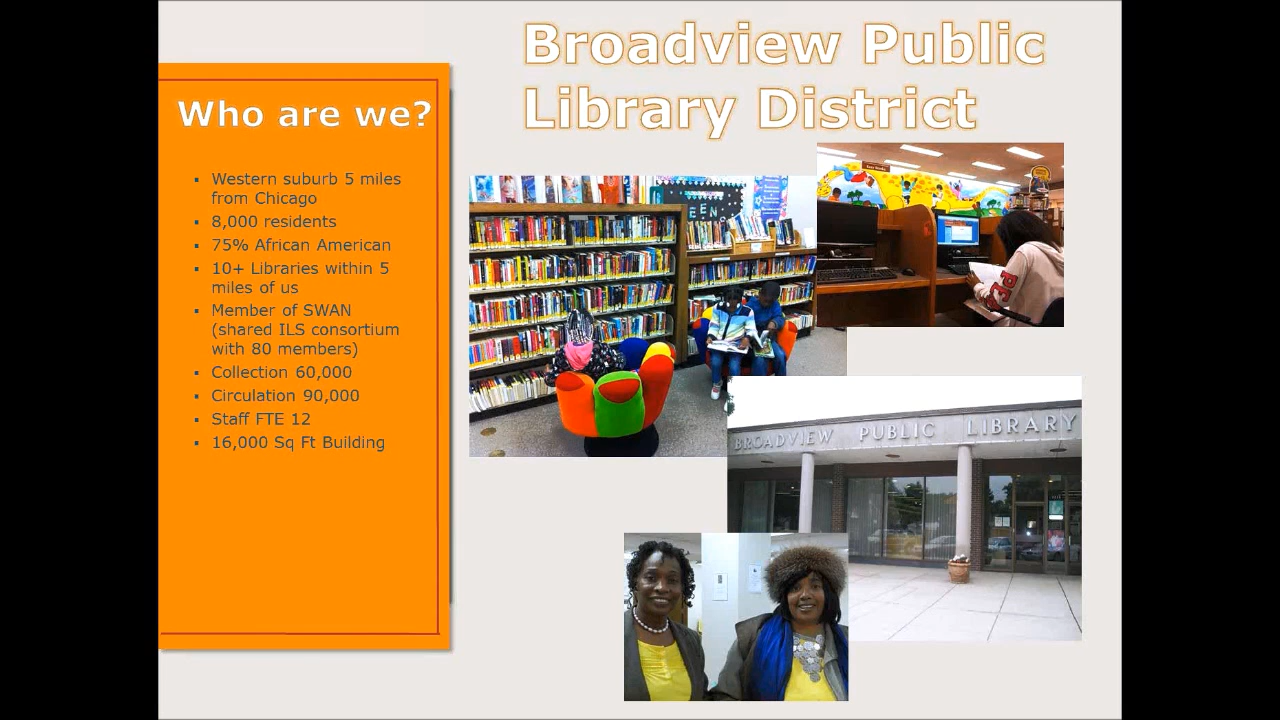 Broadview Public
Library District
Who are we?
▪ Western suburb 5 miles
from Chicago
▪ 8,000 residents
▪ 75% African American
▪ 10+ Libraries within 5
miles of us
▪ Member of SWAN
(shared ILS consortium
with 80 members)
▪ Collection 60,000
▪ Circulation 90,000
▪ Staff FTE 12
▪ 16,000 Sq Ft Building
BROADVIEW PUBLIC LIBRARY